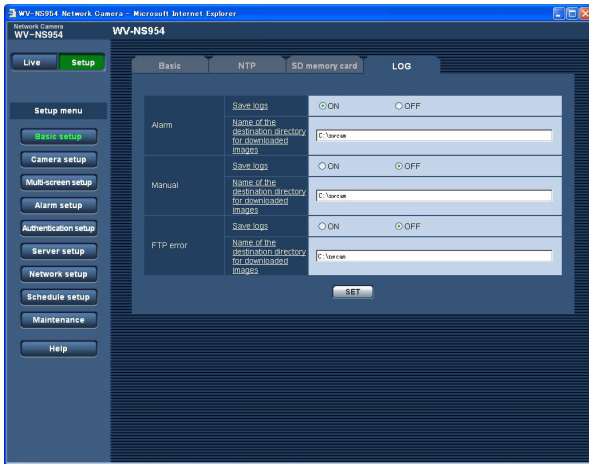 WV-NS954 Network Camera - Microsoft Internet Explorer
Network Camera
WV-NS954
WV-NS954
Live Setup
Basic NTP SD memory card LOG
Setup menu
Basic setup
Camera setup
Multi-screen setup
Alarm setup
Authentication setup
Server setup
Network setup
Schedule setup
Maintenance
Help
Alarm
Save logs
ON OFF
Name of the
destination directory
for downloaded
images
C:\nwcam
Manual
Save logs
ON OFF
Name of the
destination directory
for downloaded
images
C:\nwcam
FTP error
Save logs
ON OFF
Name of the
destination directory
for downloaded
images
C:\nwcam
SET